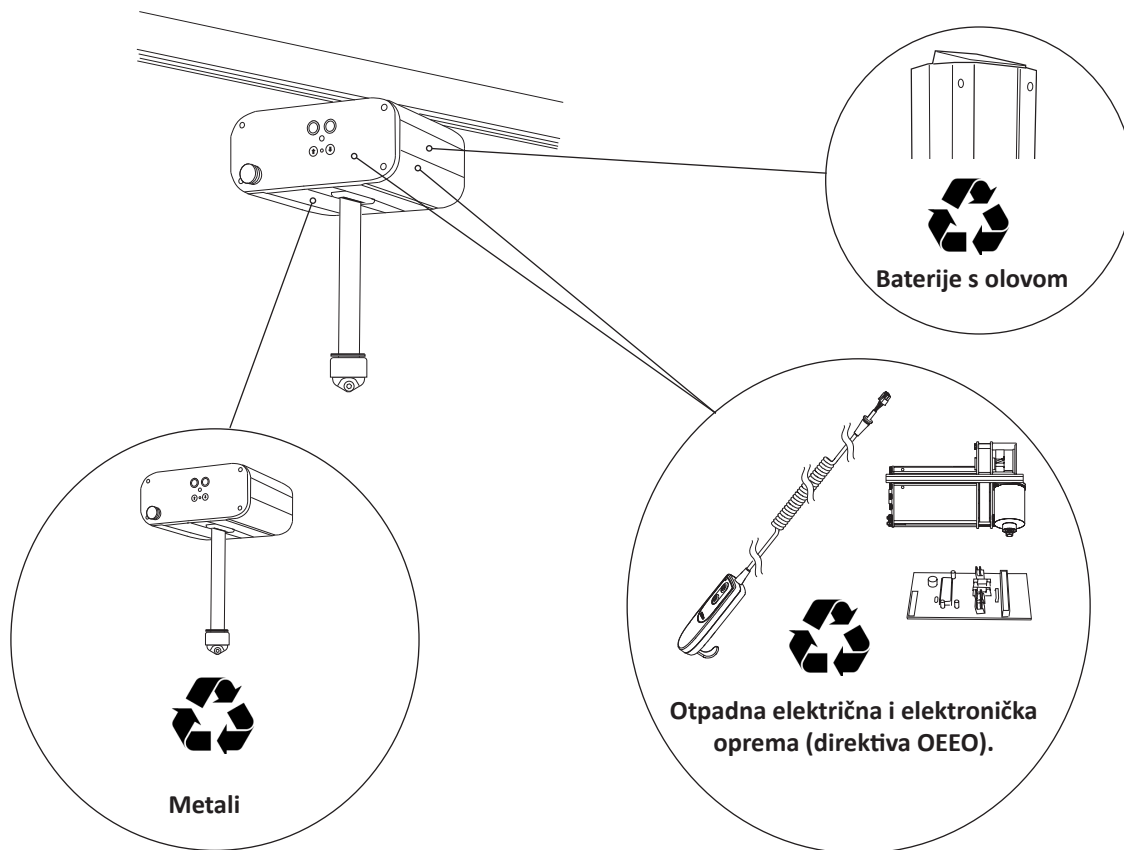 Baterije s olovom
Otpadna električna i elektronička
oprema (direktiva OEEO).
Metali